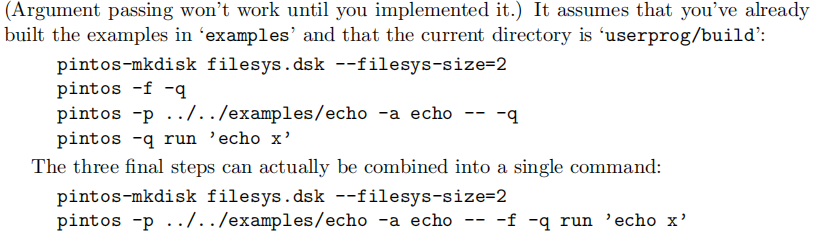 (Argument passing won’t work until you implemented it.) It assumes that you’ve already
built the examples in ‘examples’ and that the current directory is ‘userprog/build’:
pintos-mkdisk filesys.dsk --filesys-size=2
pintos -f -q
pintos -p ../../examples/echo -a echo -- -q
pintos -q run ’echo x’
The three final steps can actually be combined into a single command:
pintos-mkdisk filesys.dsk --filesys-size=2
pintos -p ../../examples/echo -a echo -- -f -q run ’echo x’